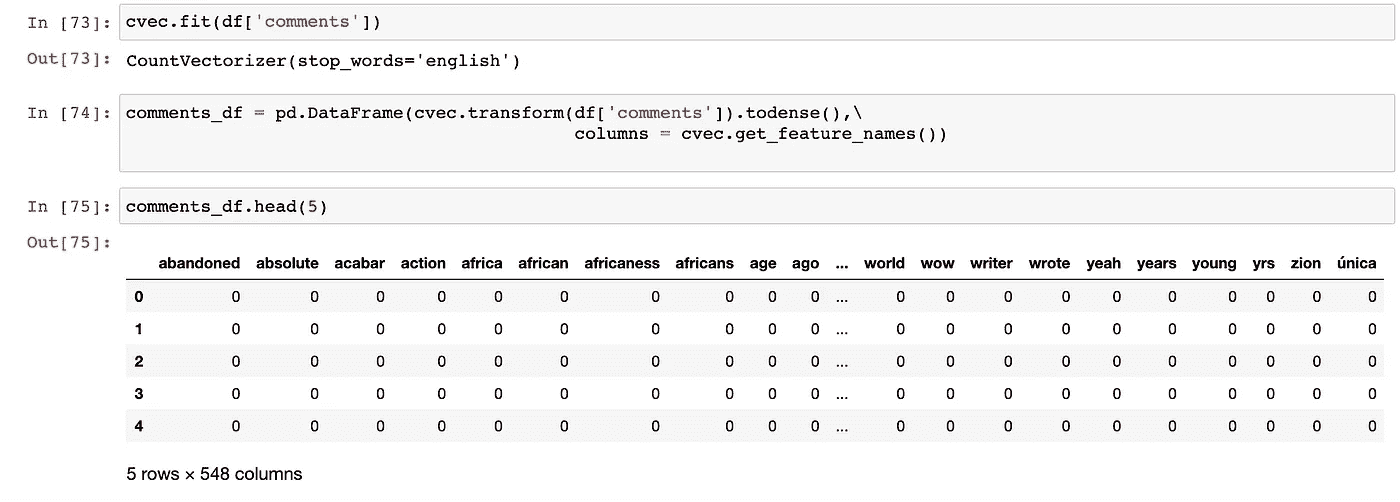 In [73]: cvec.fit(df['comments'])
Out[73]: CountVectorizer(stop_words='english')
In [74]: comments_df = pd.DataFrame(cvec.transform(df['comments']).todense(),\
columns = cvec.get_feature_names())
In [75]: comments_df.head(5)
Out[75]:
abandoned absolute acabar action africa african africaness africans age ago ... world wow writer wrote yeah years young yrs zion única
0 0 0 0 0 0 0 0 0 0 0 ... 0 0 0 0 0 0 0 0 0 0
1 0 0 0 0 0 0 0 0 0 0 ... 0 0 0 0 0 0 0 0 0 0
2 0 0 0 0 0 0 0 0 0 0 ... 0 0 0 0 0 0 0 0 0 0
3 0 0 0 0 0 0 0 0 0 0 ... 0 0 0 0 0 0 0 0 0 0
4 0 0 0 0 0 0 0 0 0 0 ... 0 0 0 0 0 0 0 0 0 0
5 rows × 548 columns